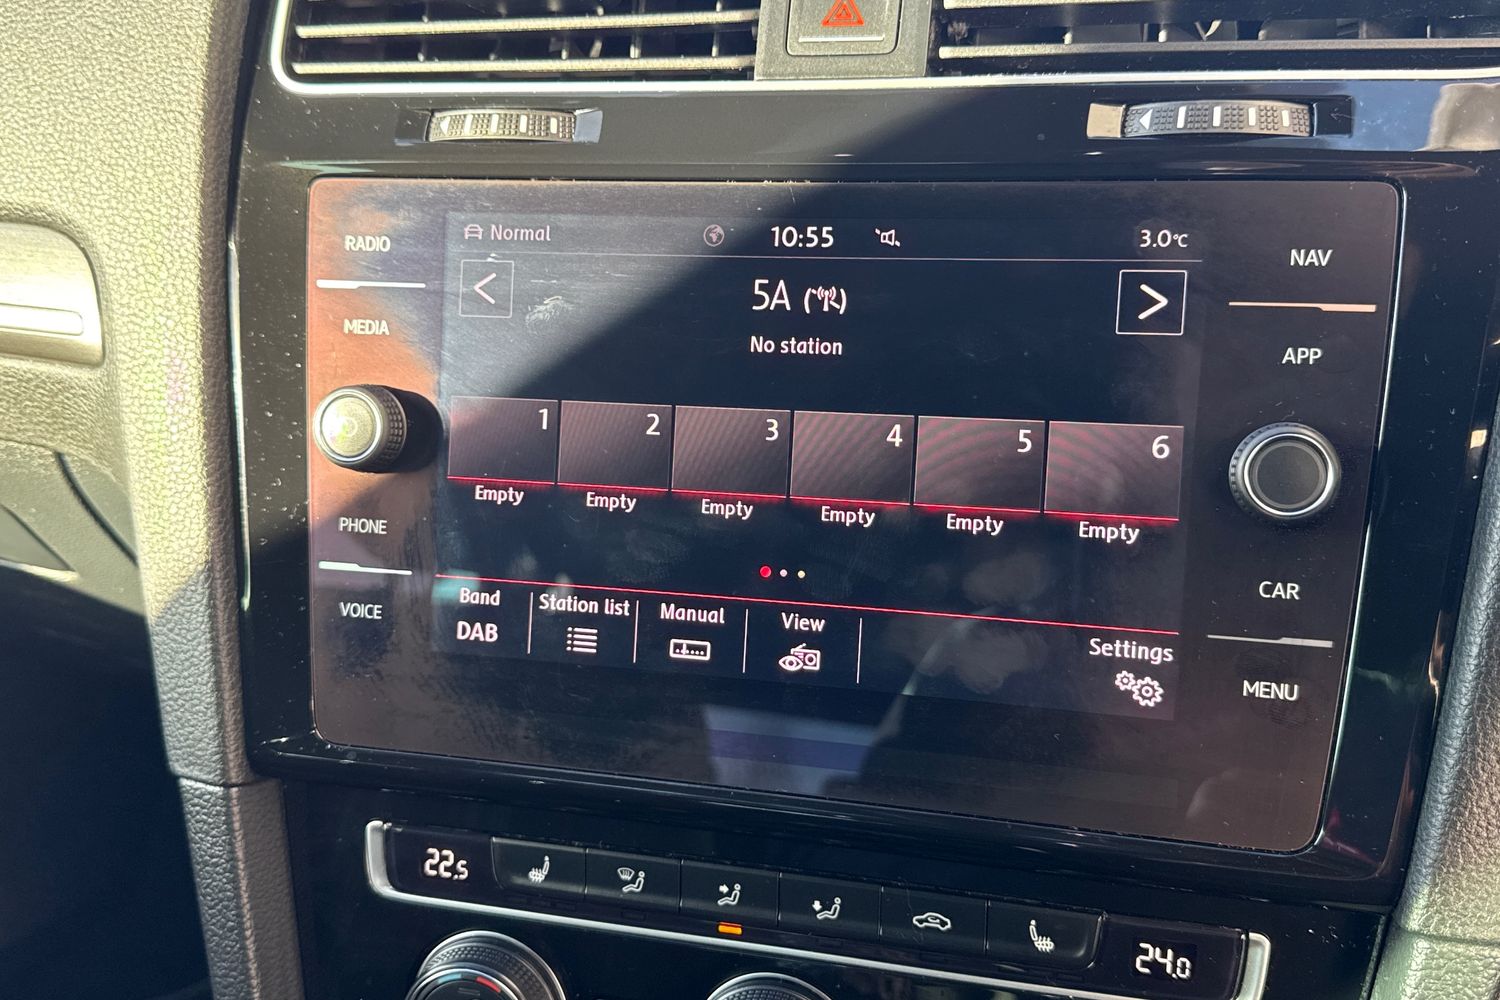 RADIO
MEDIA
PHONE
VOICE
Normal
10:55
3.0°C
5A
No station
1
2
3
4
5
6
Empty
Empty
Empty
Empty
Empty
Empty
Band
DAB
Station list
Manual
View
Settings
NAV
APP
CAR
MENU
22.5
24.0